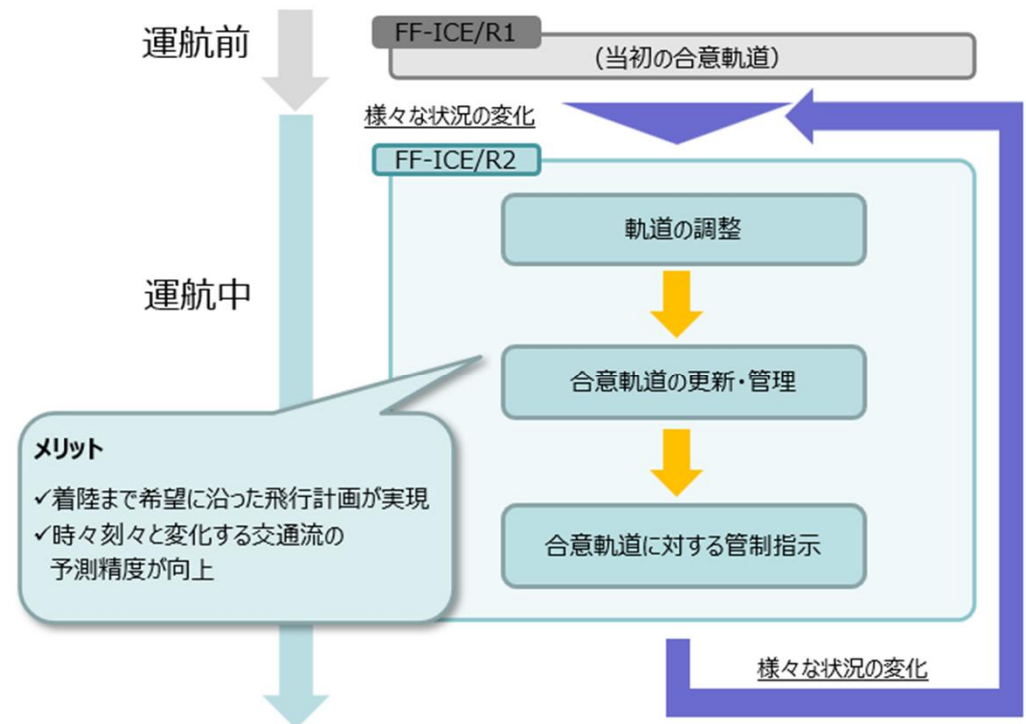 運航前
FF-ICE/R1
(当初の合意軌道)
様々な状況の変化
FF-ICE/R2
軌道の調整
運航中
合意軌道の更新・管理
メリット
✓着陸まで希望に沿った飛行計画が実現
✓時々刻々と変化する交通流の
予測精度が向上
合意軌道に対する管制指示
様々な状況の変化